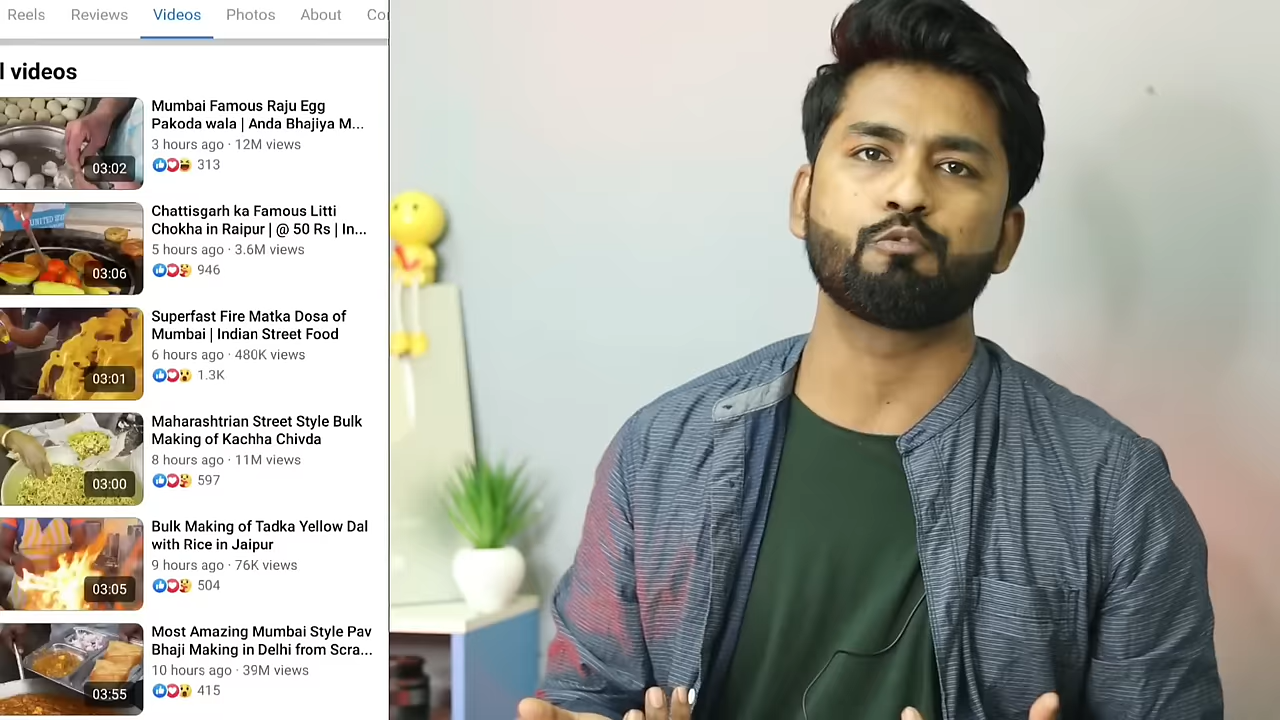 Reels Reviews Videos Photos About Co
l videos
Mumbai Famous Raju Egg
Pakoda wala | Anda Bhajiya M...
3 hours ago · 12M views
313
03:02
Chattisgarh ka Famous Litti
Chokha in Raipur | @ 50 Rs | In...
5 hours ago · 3.6M views
946
03:06
Superfast Fire Matka Dosa of
Mumbai | Indian Street Food
6 hours ago · 480K views
1.3K
03:01
Maharashtrian Street Style Bulk
Making of Kachha Chivda
8 hours ago · 11M views
597
03:00
Bulk Making of Tadka Yellow Dal
with Rice in Jaipur
9 hours ago · 76K views
504
03:05
Most Amazing Mumbai Style Pav
Bhaji Making in Delhi from Scra...
10 hours ago · 39M views
415
03:55